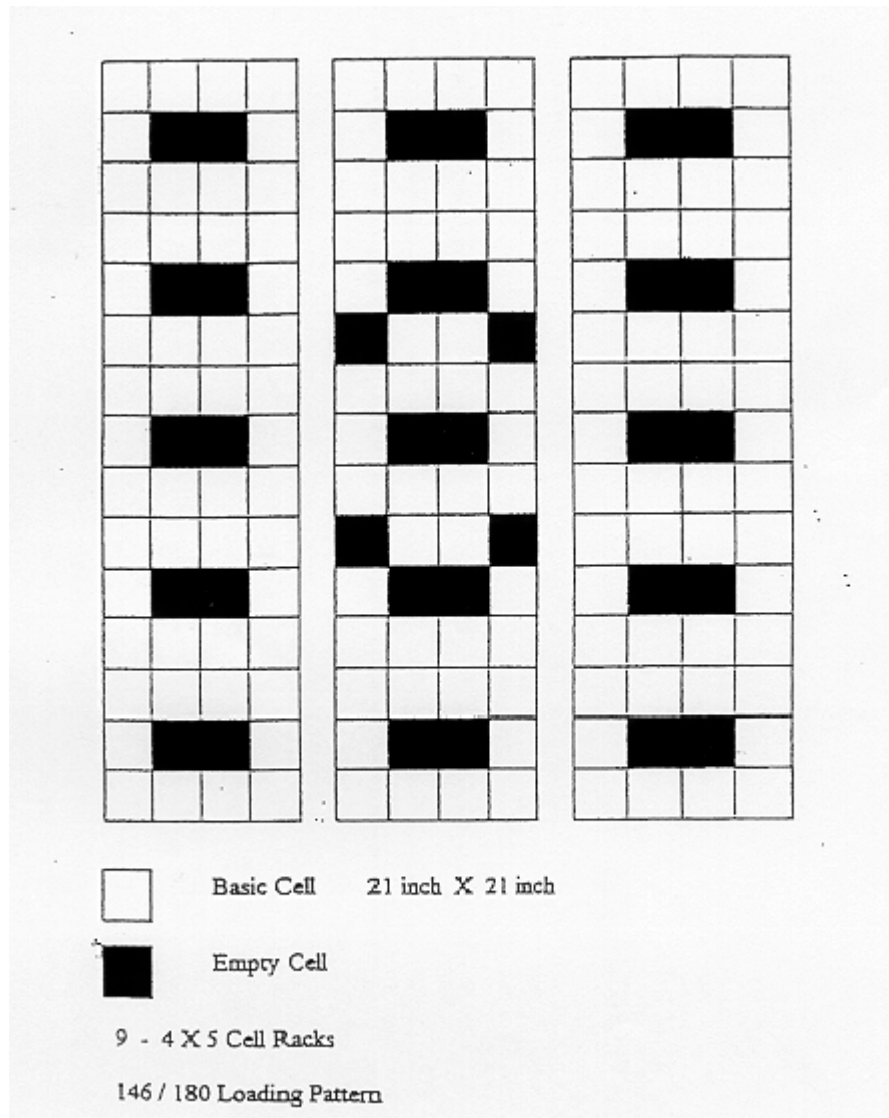 Basic Cell 21 inch X 21 inch
Empty Cell
9 - 4 X 5 Cell Racks
146 / 180 Loading Pattern